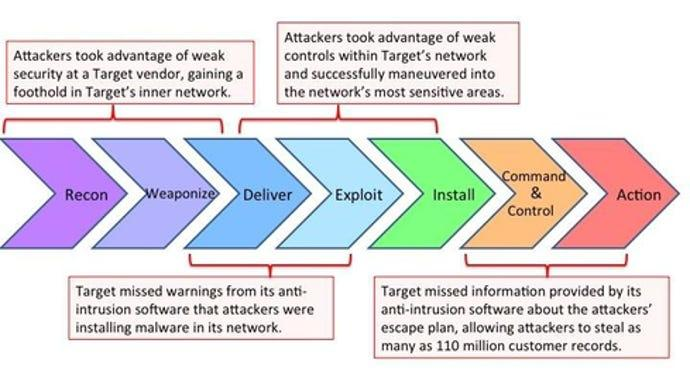 Attackers took advantage of weak
security at a Target vendor, gaining a
foothold in Target's inner network.
Attackers took advantage of weak
controls within Target's network
and successfully maneuvered into
the network's most sensitive areas.
Recon
Weaponize
Deliver
Exploit
Install
Command
&
Control
Action
Target missed warnings from its anti-
intrusion software that attackers were
installing malware in its network.
Target missed information provided by its
anti-intrusion software about the attackers'
escape plan, allowing attackers to steal as
many as 110 million customer records.